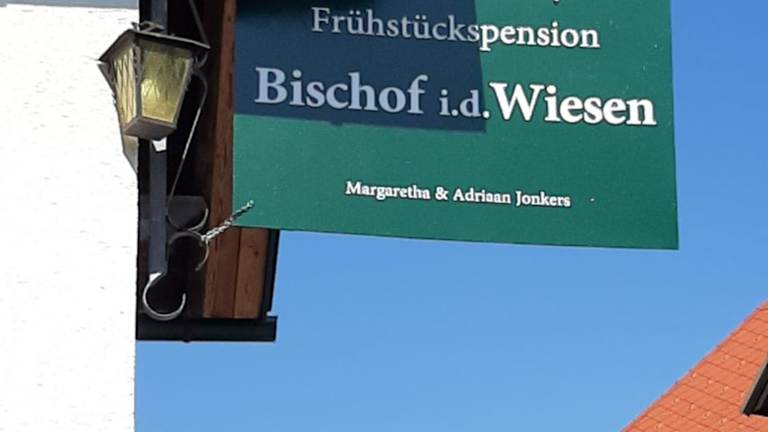 Frühstückspension
Bischof i.d.Wiesen
Margaretha & Adriaan Jonkers